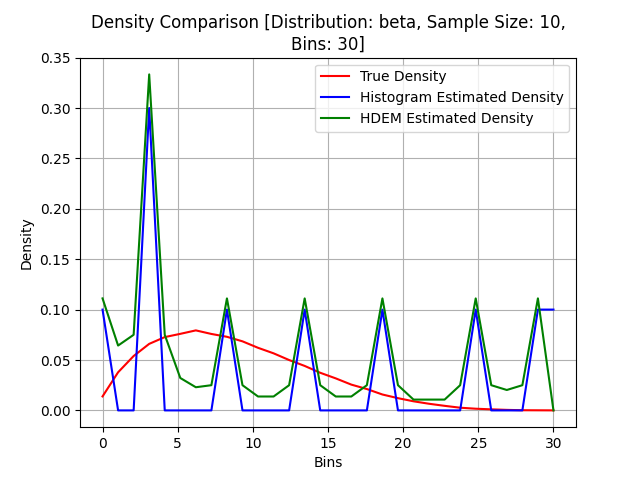 Density Comparison [Distribution: beta, Sample Size: 10,
Bins: 30]
True Density
Histogram Estimated Density
HDEM Estimated Density
Density
0.35
0.30
0.25
0.20
0.15
0.10
0.05
0.00
0 5 10 15 20 25 30
Bins